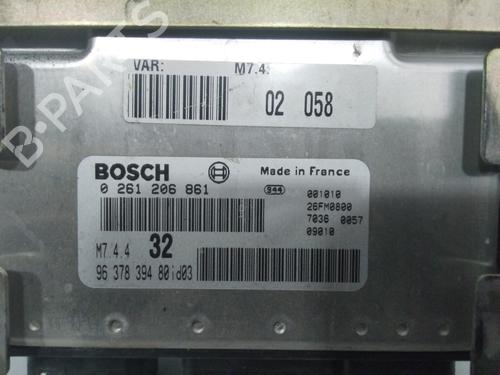 VAR: M7.4
02 058
BOSCH Made in France
0 261 206 861
944 001010
26FM0800
7036 0057
09010
M7.4.4 32
96 378 394 80id03
B-PARTS